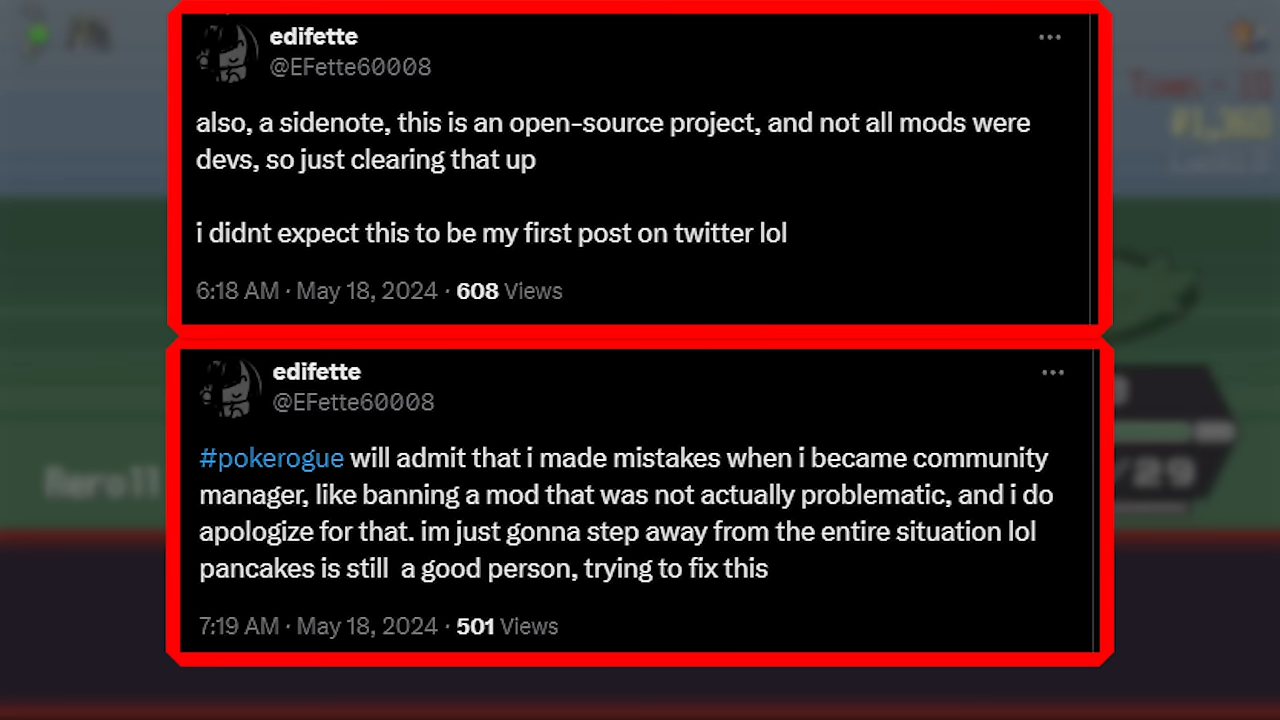 edifette
@EFette60008
also, a sidenote, this is an open-source project, and not all mods were
devs, so just clearing that up
i didnt expect this to be my first post on twitter lol
6:18 AM · May 18, 2024 · 608 Views
edifette
@EFette60008
#pokerogue will admit that i made mistakes when i became community
manager, like banning a mod that was not actually problematic, and i do
apologize for that. im just gonna step away from the entire situation lol
pancakes is still  a good person, trying to fix this
7:19 AM · May 18, 2024 · 501 Views
/29